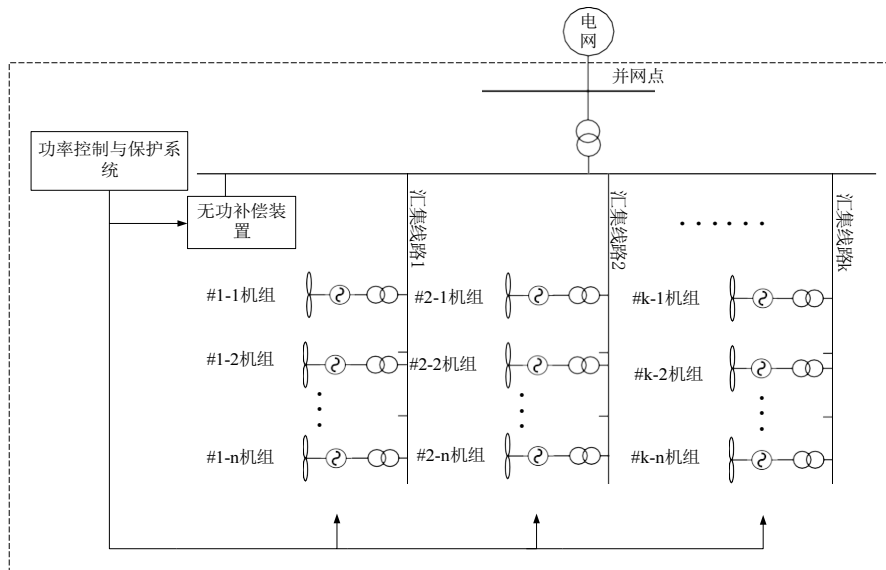 电
网
并网点
功率控制与保护系
统
无功补偿装
置
汇集线路1
汇集线路2
汇集线路k
#1-1机组
#2-1机组
#k-1机组
#1-2机组
#2-2机组
#k-2机组
#1-n机组
#2-n机组
#k-n机组